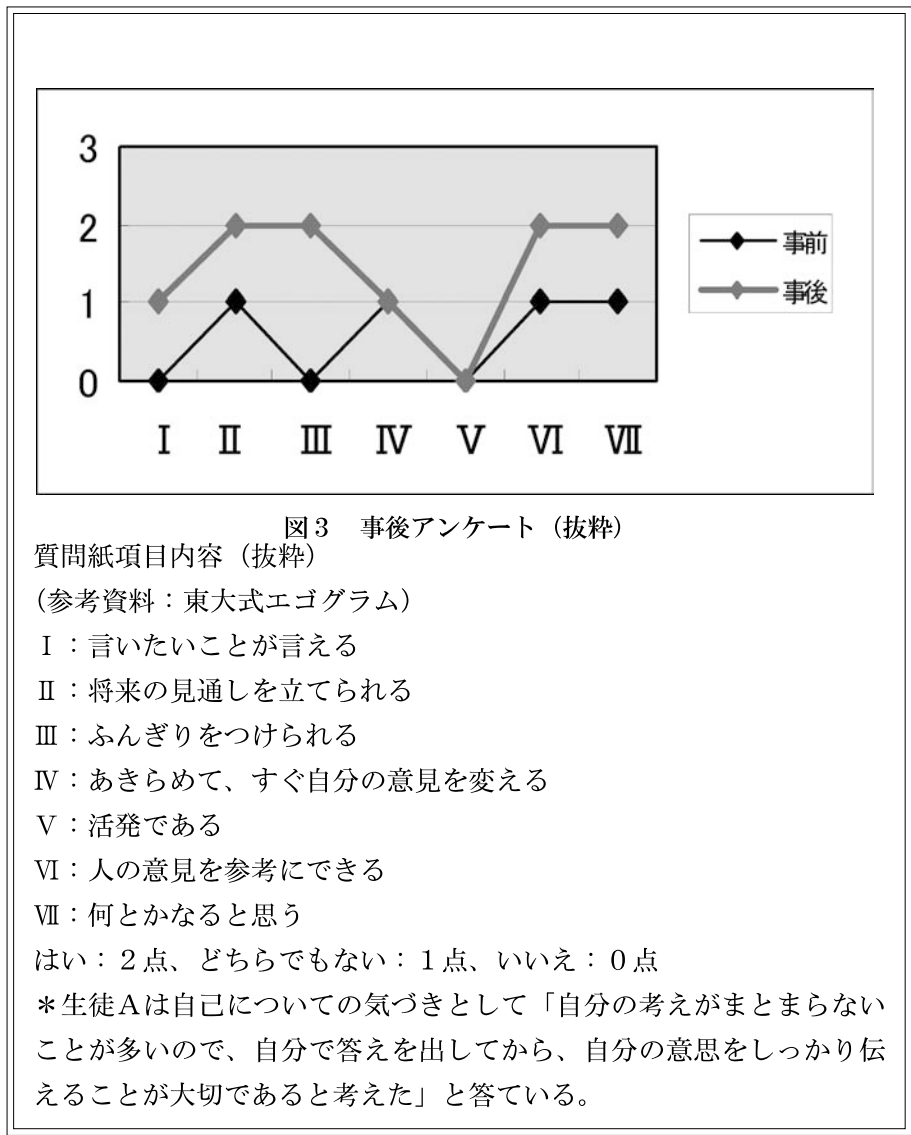 3
2
1
0
Ⅰ Ⅱ Ⅲ Ⅳ Ⅴ Ⅵ Ⅶ
事前
事後
図3 事後アンケート（抜粋）
質問紙項目内容（抜粋）
（参考資料：東大式エゴグラム）
Ⅰ：言いたいことが言える
Ⅱ：将来の見通しを立てられる
Ⅲ：ふんぎりをつけられる
Ⅳ：あきらめて、すぐ自分の意見を変える
Ⅴ：活発である
Ⅵ：人の意見を参考にできる
Ⅶ：何とかなると思う
はい：２点、どちらでもない：１点、いいえ：０点
＊生徒Ａは自己についての気づきとして「自分の考えがまとまらない
ことが多いので、自分で答えを出してから、自分の意思をしっかり伝
えることが大切であると考えた」と答ている。